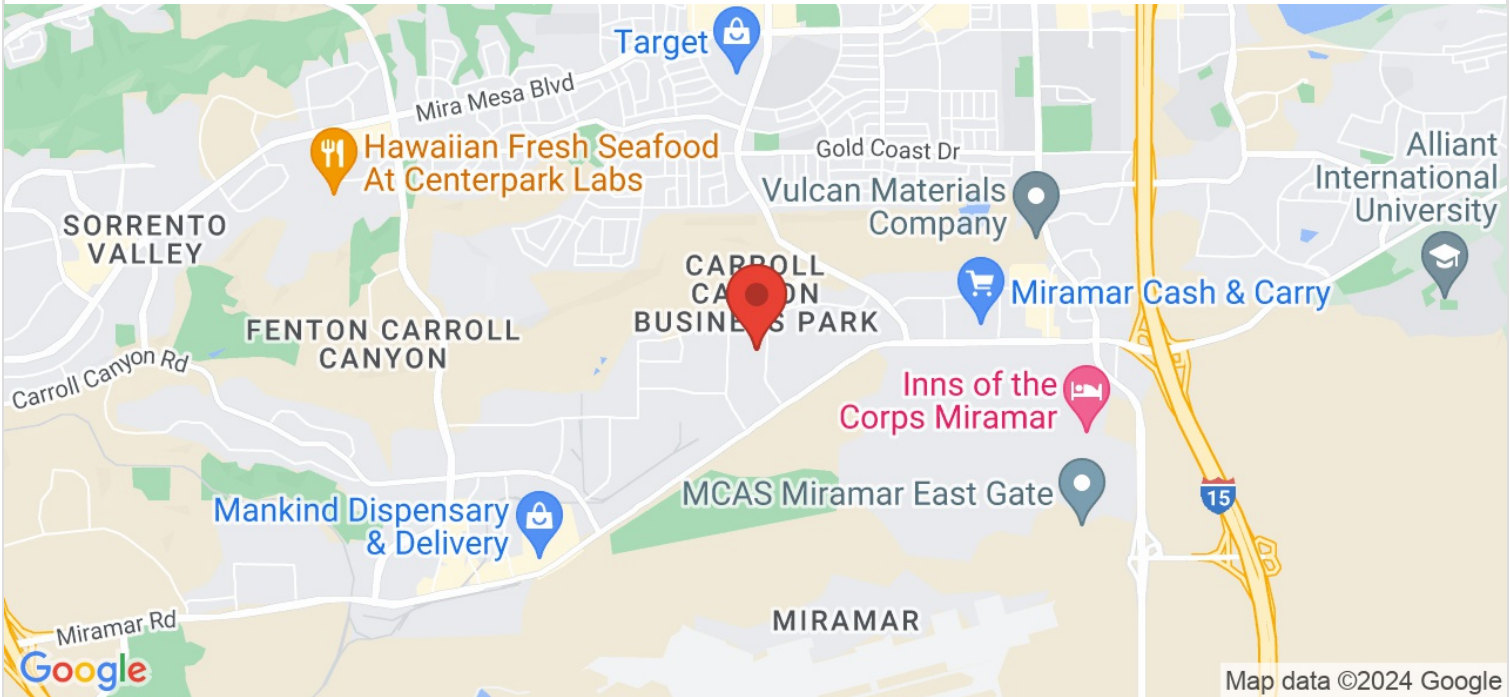 Target
Mira Mesa Blvd
Hawaiian Fresh Seafood
At Centerpark Labs
Gold Coast Dr
Alliant
International
University
Vulcan Materials
Company
SORRENTO
VALLEY
CARROLL
CANYON
BUSINESS PARK
Miramar Cash & Carry
FENTON CARROLL
CANYON
Carroll Canyon Rd
Inns of the
Corps Miramar
MCAS Miramar East Gate
15
Mankind Dispensary
& Delivery
MIRAMAR
Miramar Rd
Google
Map data ©2024 Google